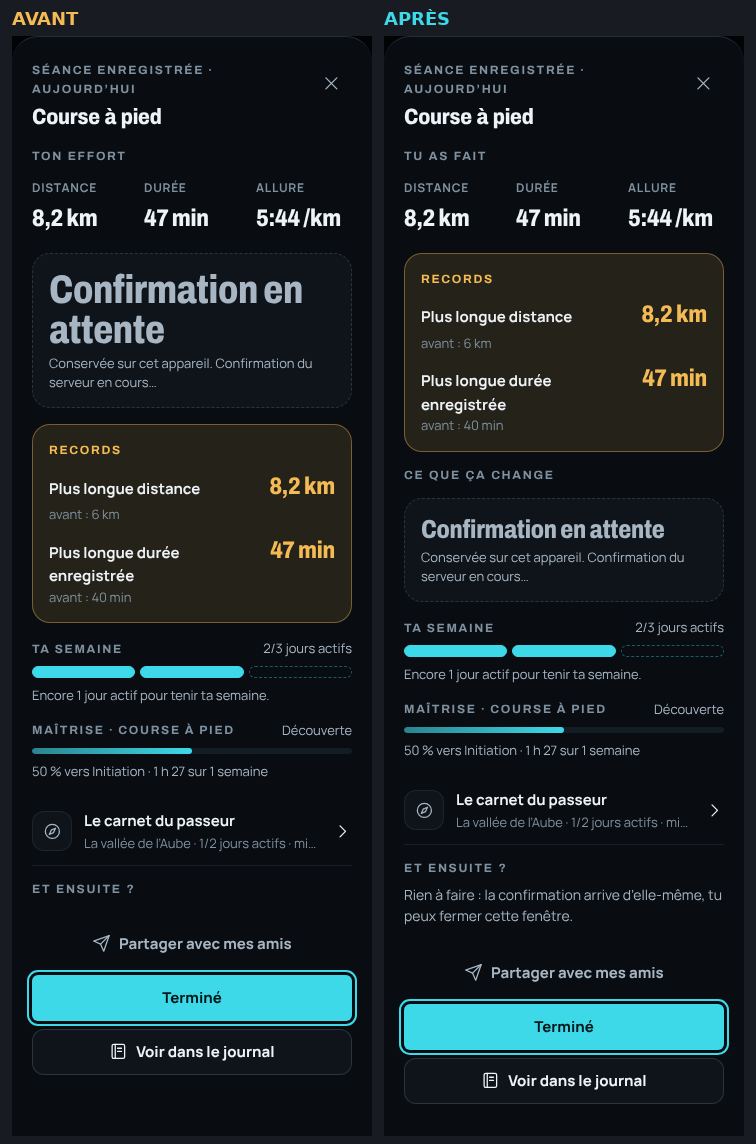 AVANT
SÉANCE ENREGISTRÉE ·
AUJOURD'HUI
Course à pied
TON EFFORT
DISTANCE DURÉE ALLURE
8,2 km 47 min 5:44 /km
Confirmation en
attente
Conservée sur cet appareil. Confirmation du
serveur en cours…
RECORDS
Plus longue distance 8,2 km
avant : 6 km
Plus longue durée 47 min
enregistrée
avant : 40 min
TA SEMAINE 2/3 jours actifs
Encore 1 jour actif pour tenir ta semaine.
MAÎTRISE · COURSE À PIED Découverte
50 % vers Initiation · 1 h 27 sur 1 semaine
Le carnet du passeur
La vallée de l'Aube · 1/2 jours actifs · mi…
ET ENSUITE ?
Partager avec mes amis
Terminé
Voir dans le journal
APRÈS
SÉANCE ENREGISTRÉE ·
AUJOURD'HUI
Course à pied
TU AS FAIT
DISTANCE DURÉE ALLURE
8,2 km 47 min 5:44 /km
RECORDS
Plus longue distance 8,2 km
avant : 6 km
Plus longue durée 47 min
enregistrée
avant : 40 min
CE QUE ÇA CHANGE
Confirmation en attente
Conservée sur cet appareil. Confirmation du
serveur en cours…
TA SEMAINE 2/3 jours actifs
Encore 1 jour actif pour tenir ta semaine.
MAÎTRISE · COURSE À PIED Découverte
50 % vers Initiation · 1 h 27 sur 1 semaine
Le carnet du passeur
La vallée de l'Aube · 1/2 jours actifs · mi…
ET ENSUITE ?
Rien à faire : la confirmation arrive d'elle-même, tu
peux fermer cette fenêtre.
Partager avec mes amis
Terminé
Voir dans le journal